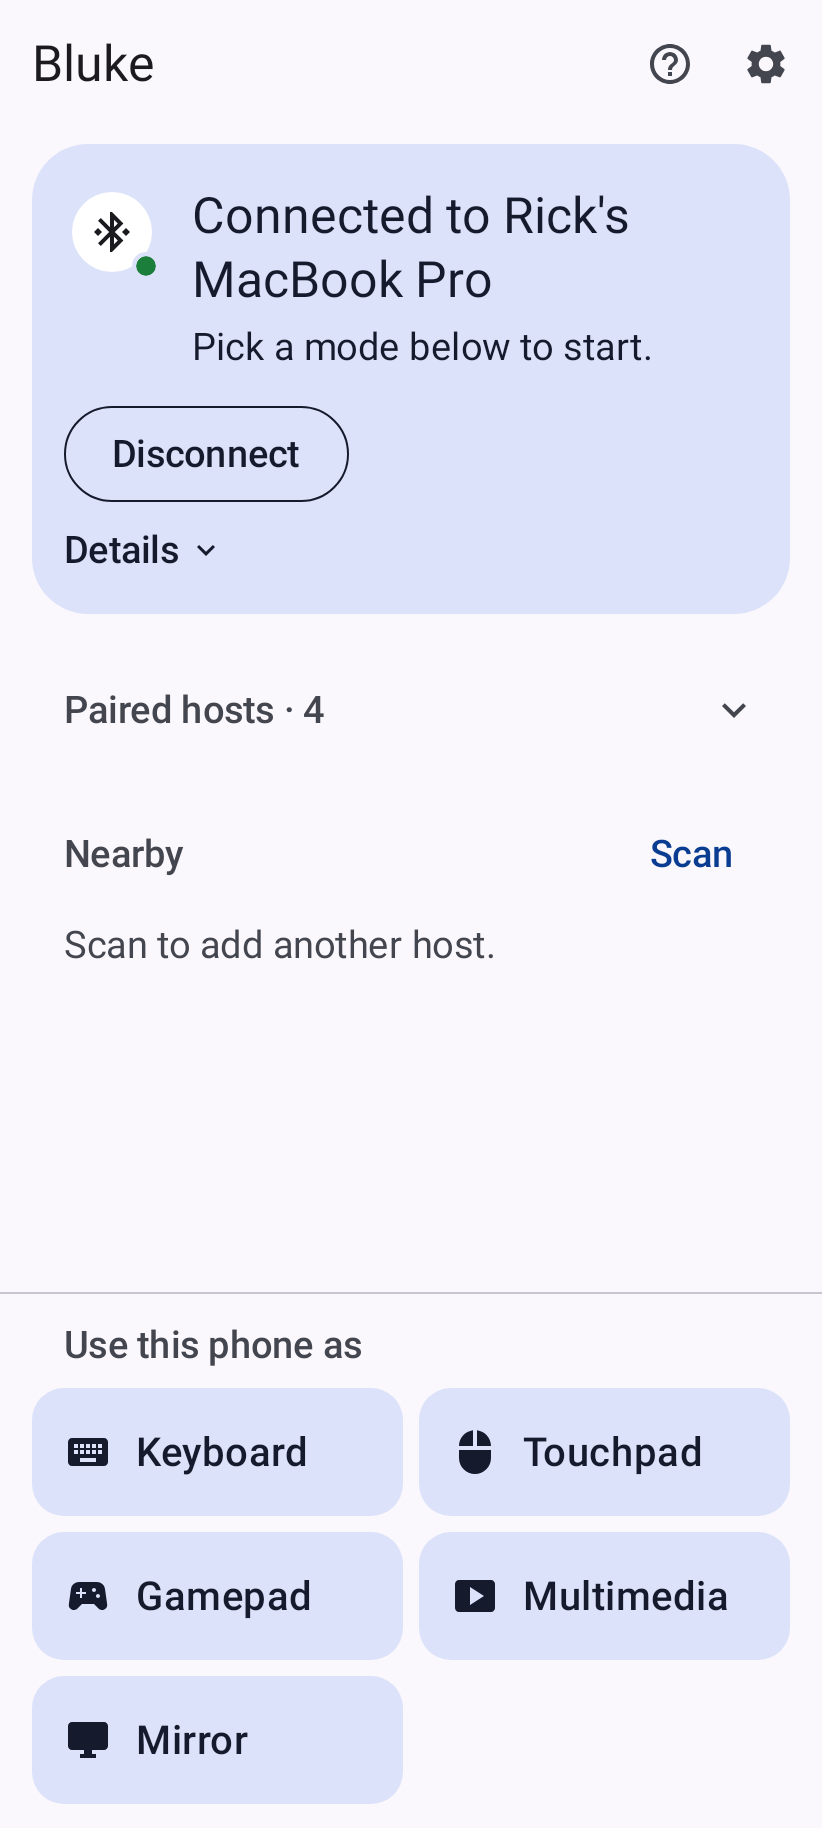 Bluke
Connected to Rick's
MacBook Pro
Pick a mode below to start.
Disconnect
Details
Paired hosts · 4
Nearby
Scan
Scan to add another host.
Use this phone as
Keyboard
Touchpad
Gamepad
Multimedia
Mirror